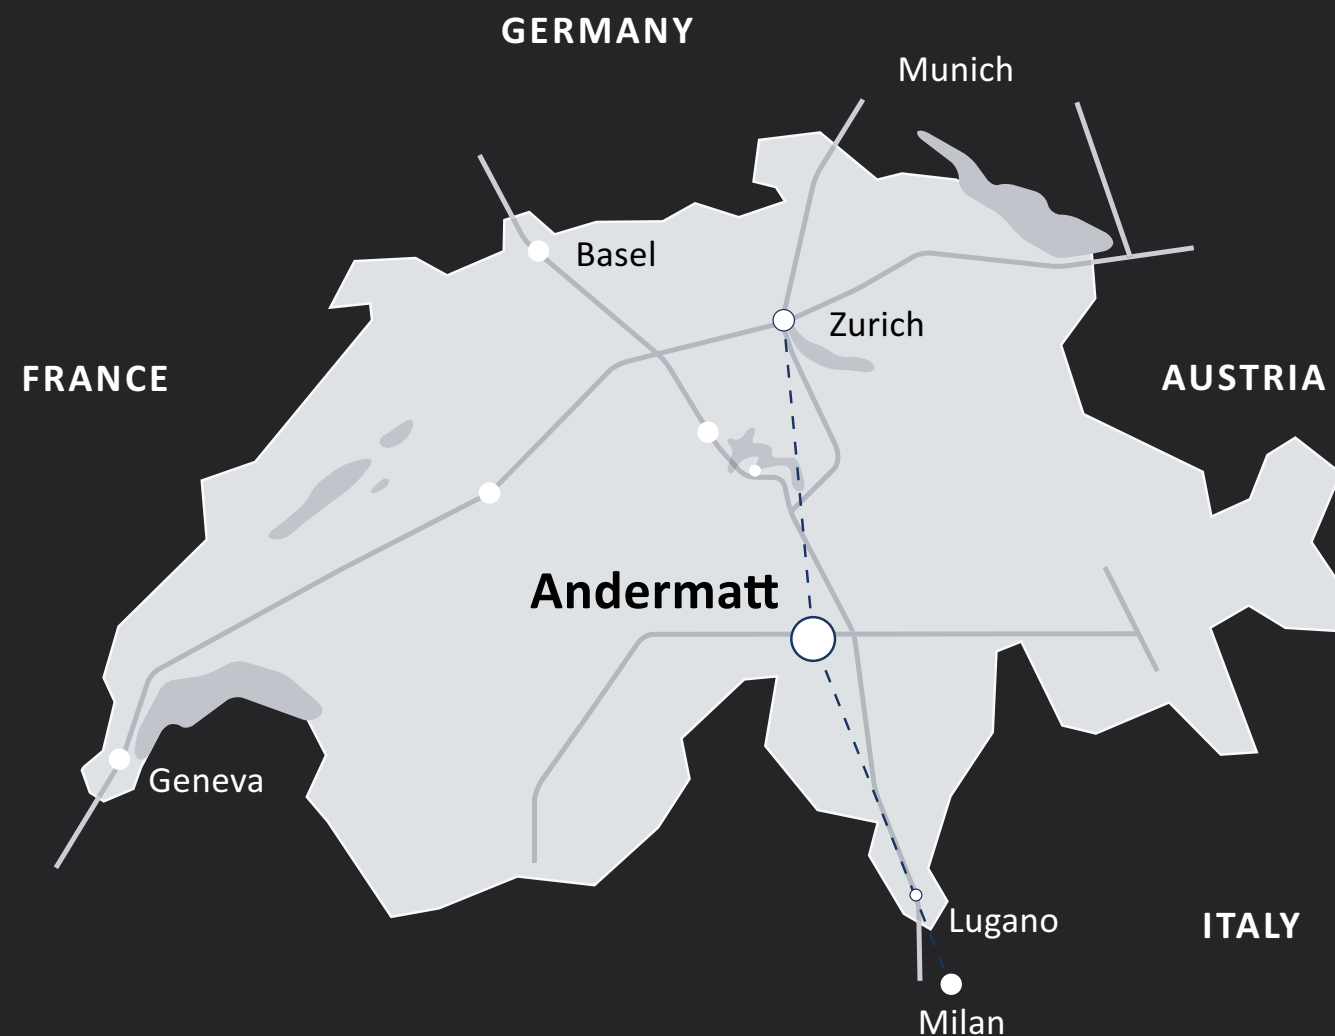 GERMANY
Munich
Basel
Zurich
FRANCE
AUSTRIA
Andermatt
Geneva
Lugano
ITALY
Milan